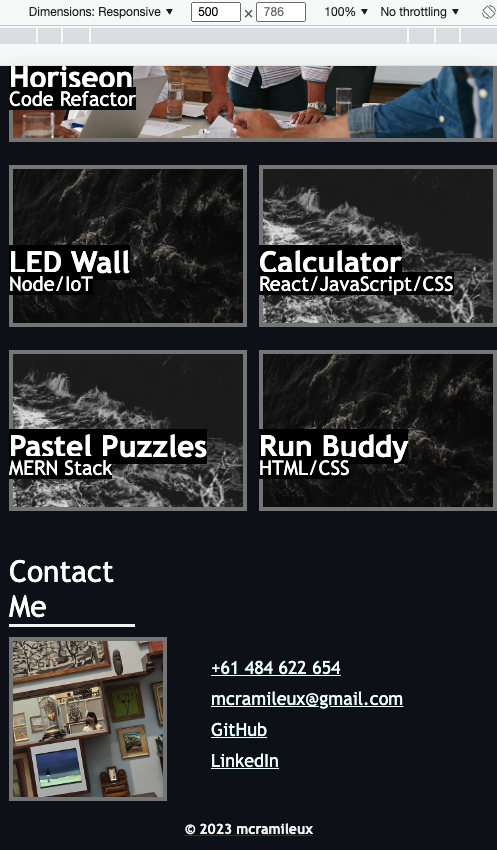 Dimensions: Responsive ▼ 500 × 786 100% ▼ No throttling ▼
Horiseon
Code Refactor
LED Wall
Node/IoT
Calculator
React/JavaScript/CSS
Pastel Puzzles
MERN Stack
Run Buddy
HTML/CSS
Contact
Me
+61 484 622 654
mcramileux@gmail.com
GitHub
LinkedIn
© 2023 mcramileux